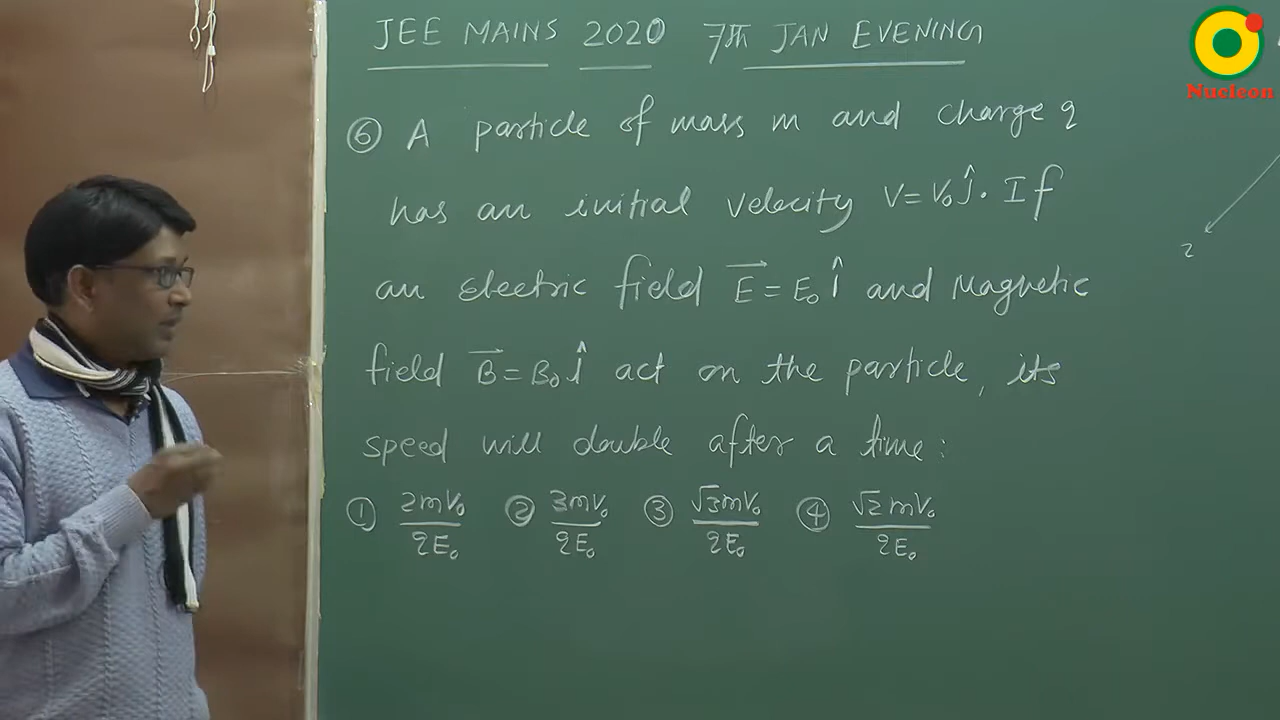 JEE MAINS 2020 7th JAN EVENING
Nucleon
⑥ A particle of mass m and charge q
has an initial velocity V=V₀ĵ. If
an Electric field E⃗=E₀î and Magnetic
field B⃗=B₀î act on the particle, its
speed will double after a time:
① 2mV₀/qE₀ ② 3mV₀/qE₀ ③ √3mV₀/qE₀ ④ √2mV₀/qE₀
z